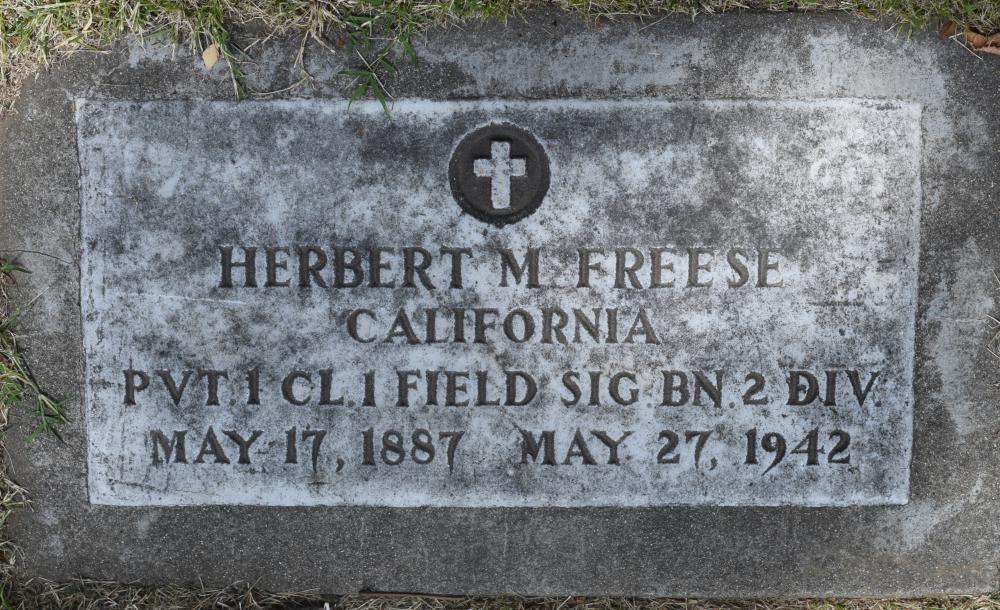 HERBERT M FREESE
CALIFORNIA
PVT. 1 CL. 1 FIELD SIG. BN. 2 DIV.
MAY 17, 1887 MAY 27, 1942